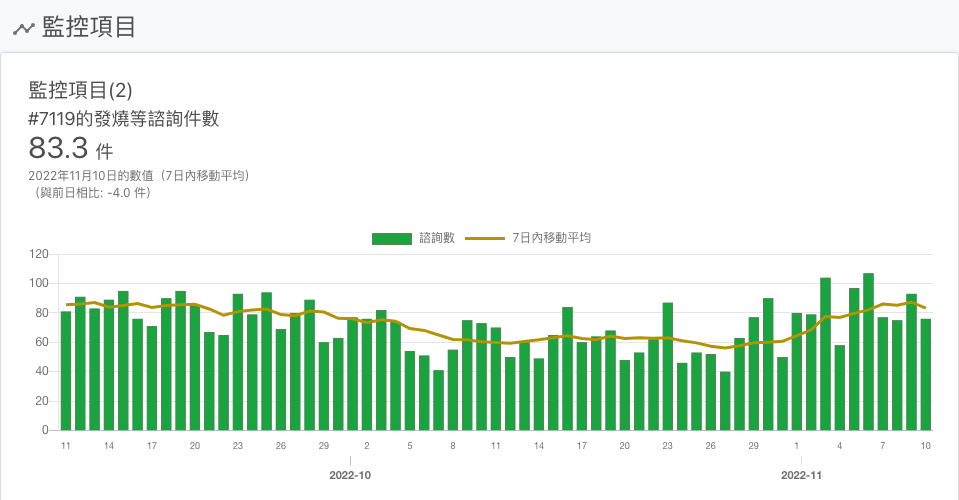 監控項目
監控項目(2)
#7119的發燒等諮詢件數
83.3 件
2022年11月10日的數值（7日內移動平均）
（與前日相比: -4.0 件）
諮詢數 7日內移動平均
120
100
80
60
40
20
0
11 14 17 20 23 26 29 2 5 8 11 14 17 20 23 26 29 1 4 7 10
2022-10 2022-11